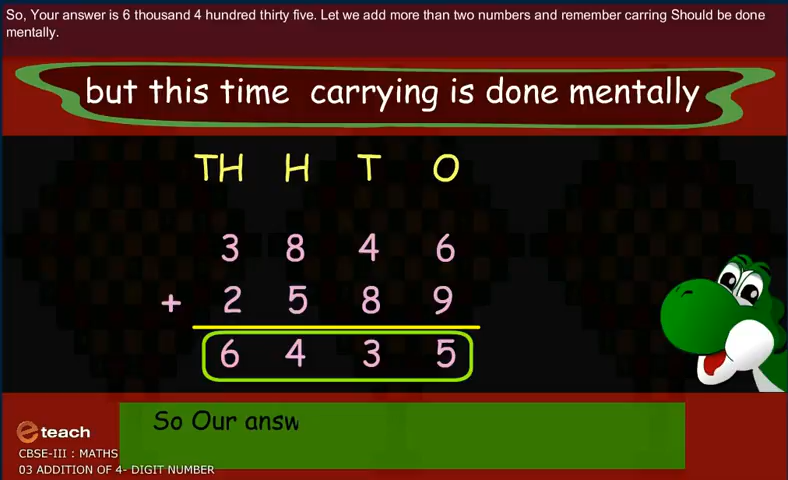 So, Your answer is 6 thousand 4 hundred thirty five. Let we add more than two numbers and remember carring Should be done
mentally.
but this time carrying is done mentally
TH H T O
3 8 4 6
+ 2 5 8 9
6 4 3 5
So Our answ
e teach
CBSE-III : MATHS
03 ADDITION OF 4- DIGIT NUMBER